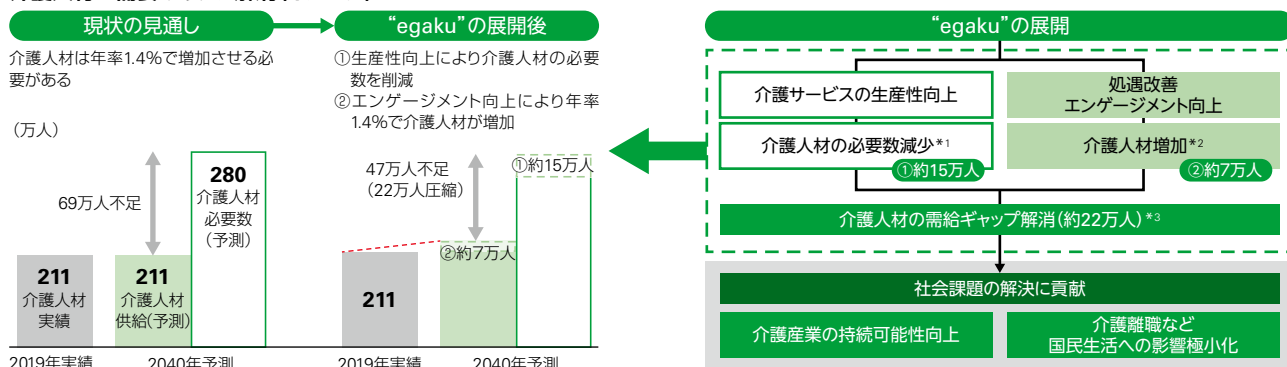 現状の見通し
介護人材は年率1.4%で増加させる必
要がある
（万人）
69万人不足
280
介護人材
必要数
（予測）
211
介護人材
実績
211
介護人材
供給(予測)
2019年実績
2040年予測
“egaku”の展開後
①生産性向上により介護人材の必要
数を削減
②エンゲージメント向上により年率
1.4%で介護人材が増加
47万人不足
（22万人圧縮）
①約15万人
②約7万人
211
2019年実績
2040年予測
“egaku”の展開
介護サービスの生産性向上
処遇改善
エンゲージメント向上
介護人材の必要数減少*1
①約15万人
介護人材増加*2
②約7万人
介護人材の需給ギャップ解消（約22万人）*3
社会課題の解決に貢献
介護産業の持続可能性向上
介護離職など
国民生活への影響極小化